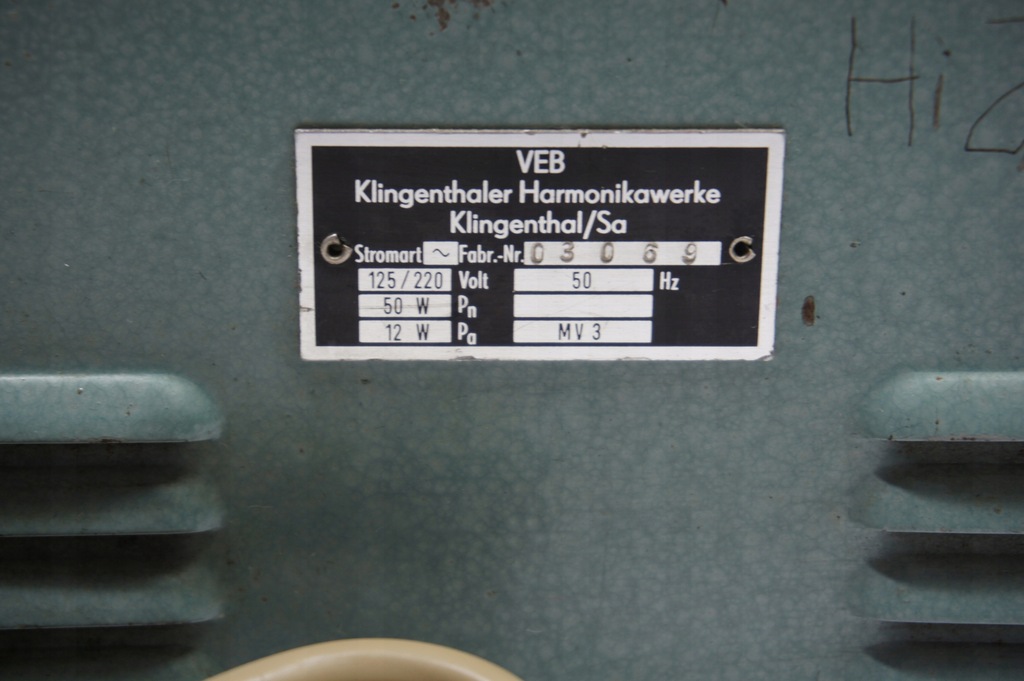 VEB
Klingenthaler Harmonikawerke
Klingenthal/Sa
Stromart ~ Fabr.-Nr. 03069
125/220 Volt 50 Hz
50 W Pn
12 W Pa MV 3